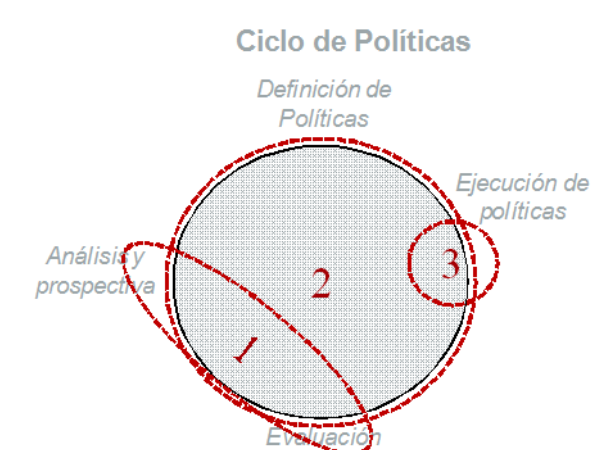 Ciclo de Políticas
Definición de
Políticas
Ejecución de
políticas
Análisis y
prospectiva
3
2
1
Evaluación